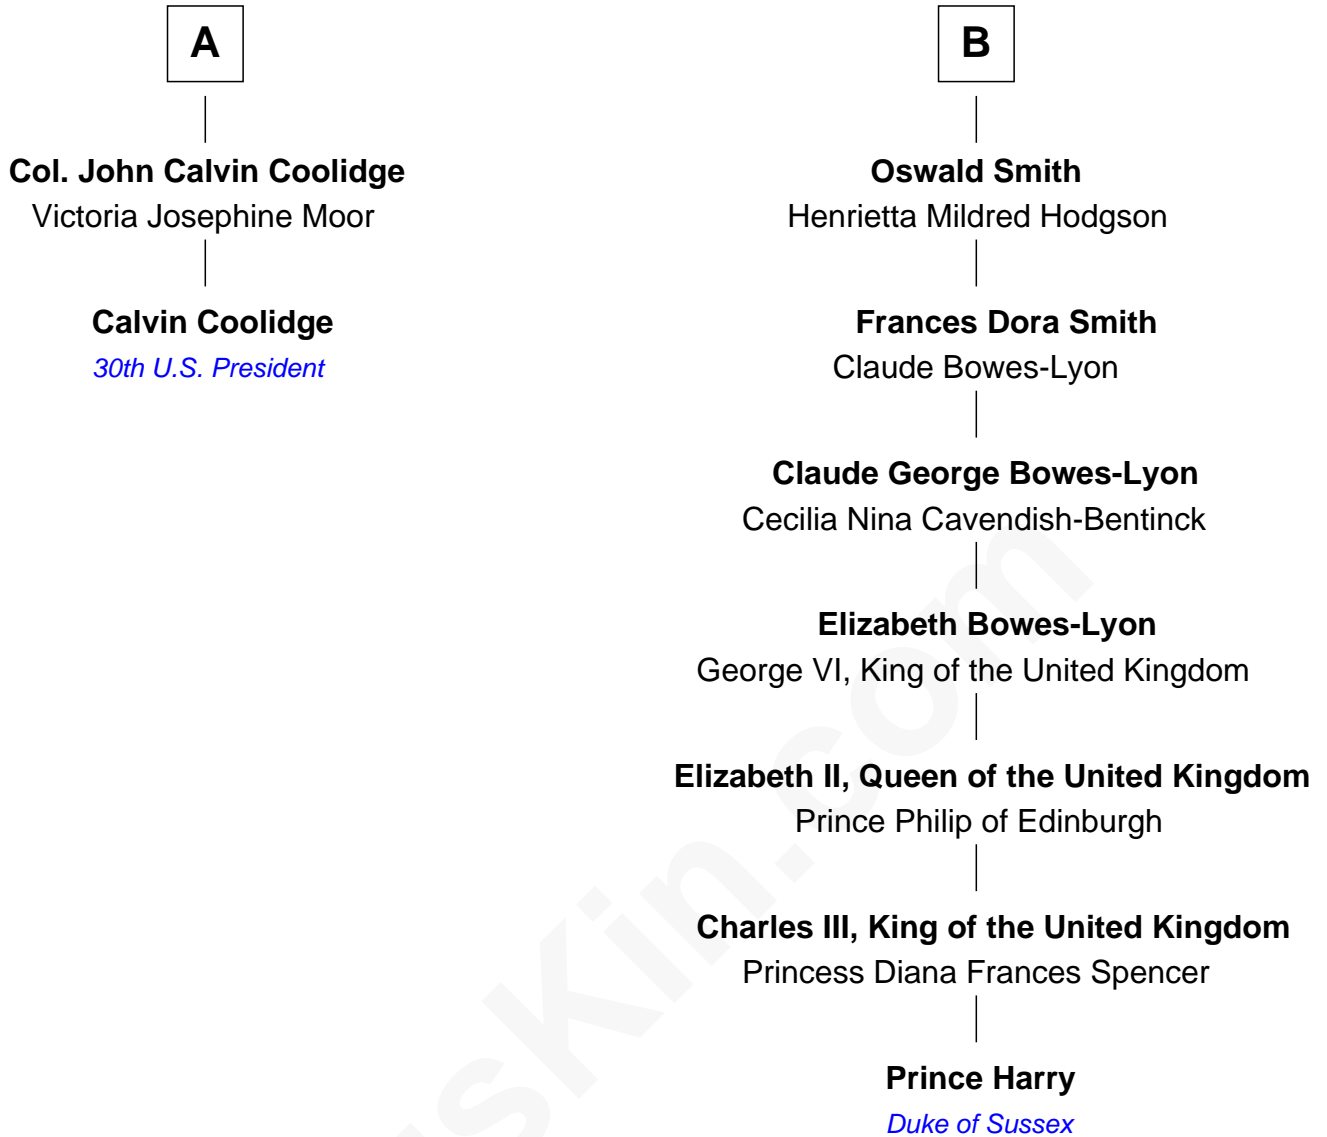 A
Col. John Calvin Coolidge
Victoria Josephine Moor
Calvin Coolidge
30th U.S. President
B
Oswald Smith
Henrietta Mildred Hodgson
Frances Dora Smith
Claude Bowes-Lyon
Claude George Bowes-Lyon
Cecilia Nina Cavendish-Bentinck
Elizabeth Bowes-Lyon
George VI, King of the United Kingdom
Elizabeth II, Queen of the United Kingdom
Prince Philip of Edinburgh
Charles III, King of the United Kingdom
Princess Diana Frances Spencer
Prince Harry
Duke of Sussex
sKin.com